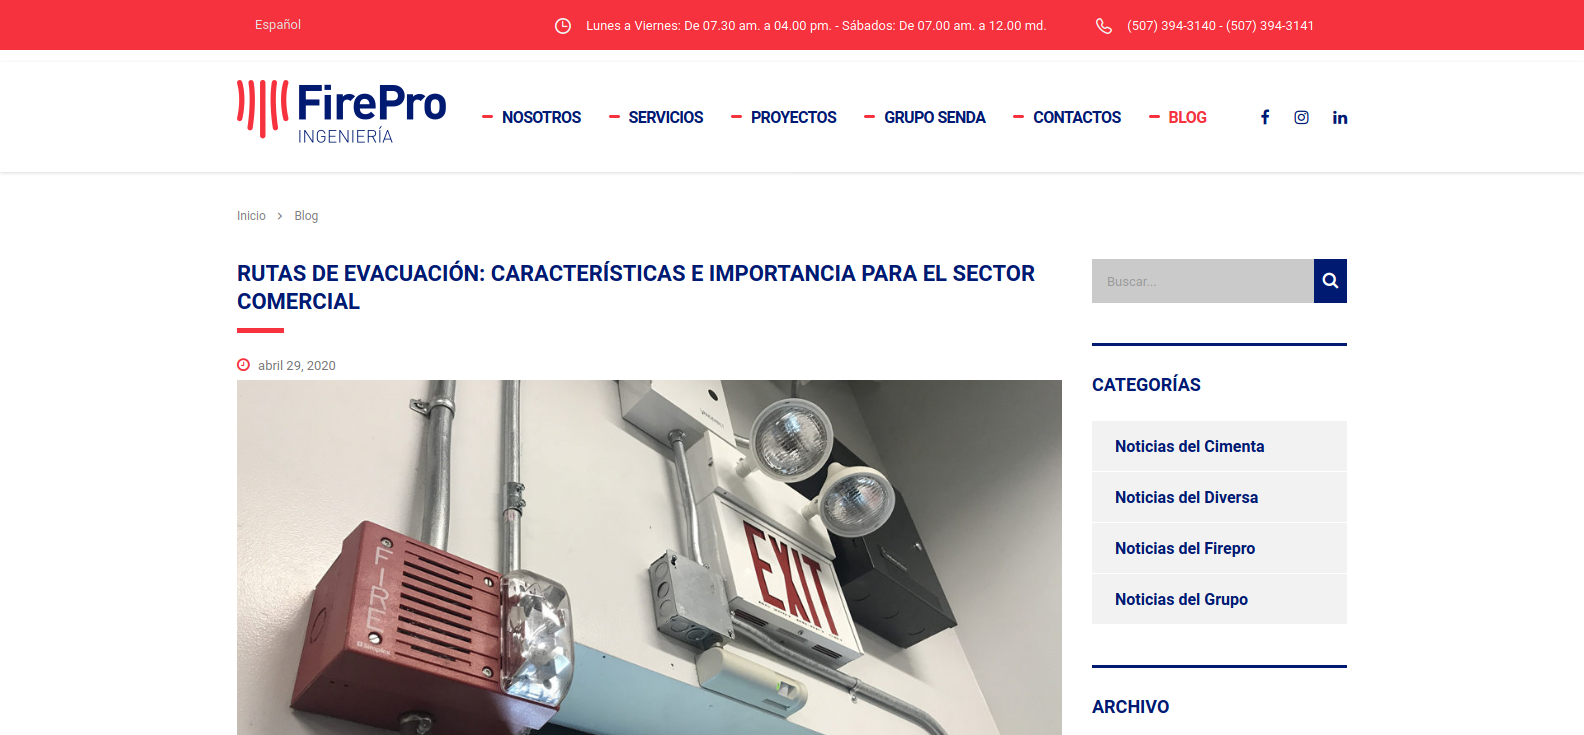 Español
Lunes a Viernes: De 07.30 am. a 04.00 pm. - Sábados: De 07.00 am. a 12.00 md.
(507) 394-3140 - (507) 394-3141
FirePro
INGENIERÍA
NOSOTROS
SERVICIOS
PROYECTOS
GRUPO SENDA
CONTACTOS
BLOG
Inicio > Blog
RUTAS DE EVACUACIÓN: CARACTERÍSTICAS E IMPORTANCIA PARA EL SECTOR
COMERCIAL
abril 29, 2020
FIRE
Simplex
EXIT
Buscar...
CATEGORÍAS
Noticias del Cimenta
Noticias del Diversa
Noticias del Firepro
Noticias del Grupo
ARCHIVO